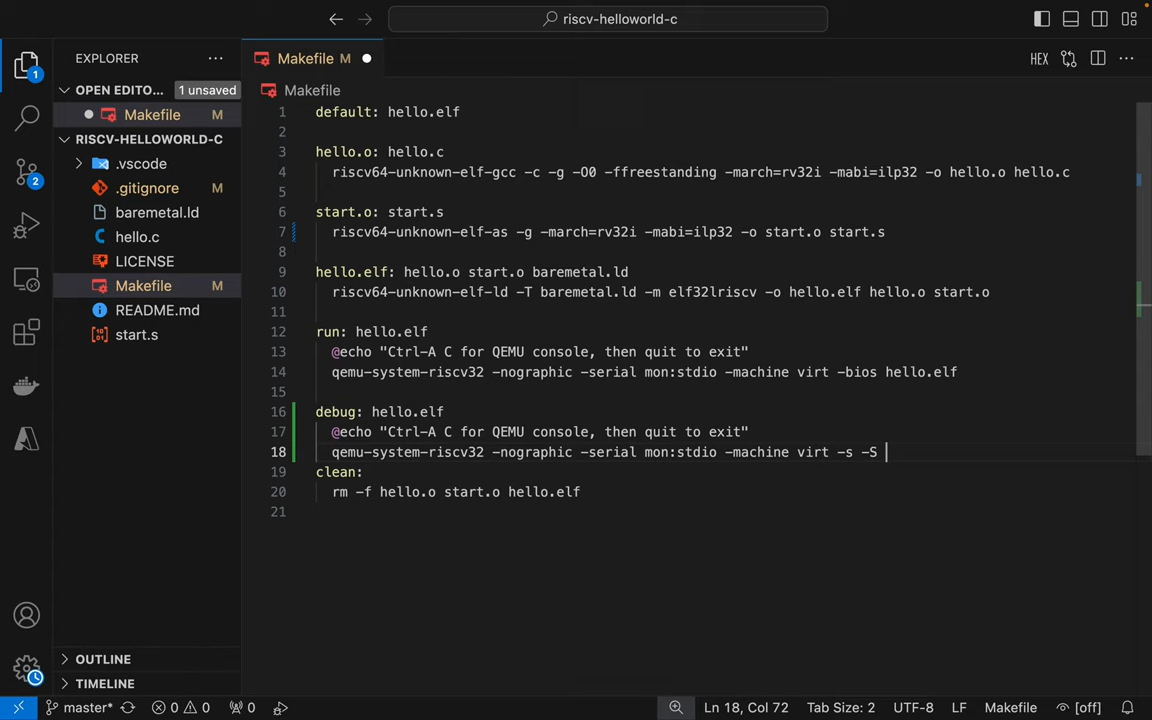 riscv-helloworld-c
EXPLORER
Makefile M
HEX
OPEN EDITO... 1 unsaved
Makefile M
Makefile
RISCV-HELLOWORLD-C
.vscode
.gitignore M
baremetal.ld
hello.c
LICENSE
Makefile M
README.md
start.s
1 default: hello.elf
2
3 hello.o: hello.c
4 riscv64-unknown-elf-gcc -c -g -O0 -ffreestanding -march=rv32i -mabi=ilp32 -o hello.o hello.c
5
6 start.o: start.s
7 riscv64-unknown-elf-as -g -march=rv32i -mabi=ilp32 -o start.o start.s
8
9 hello.elf: hello.o start.o baremetal.ld
10 riscv64-unknown-elf-ld -T baremetal.ld -m elf32lriscv -o hello.elf hello.o start.o
11
12 run: hello.elf
13 @echo "Ctrl-A C for QEMU console, then quit to exit"
14 qemu-system-riscv32 -nographic -serial mon:stdio -machine virt -bios hello.elf
15
16 debug: hello.elf
17 @echo "Ctrl-A C for QEMU console, then quit to exit"
18 qemu-system-riscv32 -nographic -serial mon:stdio -machine virt -s -S
19 clean:
20 rm -f hello.o start.o hello.elf
21
1
2
OUTLINE
TIMELINE
master* 0 0 0 Ln 18, Col 72 Tab Size: 2 UTF-8 LF Makefile [off]